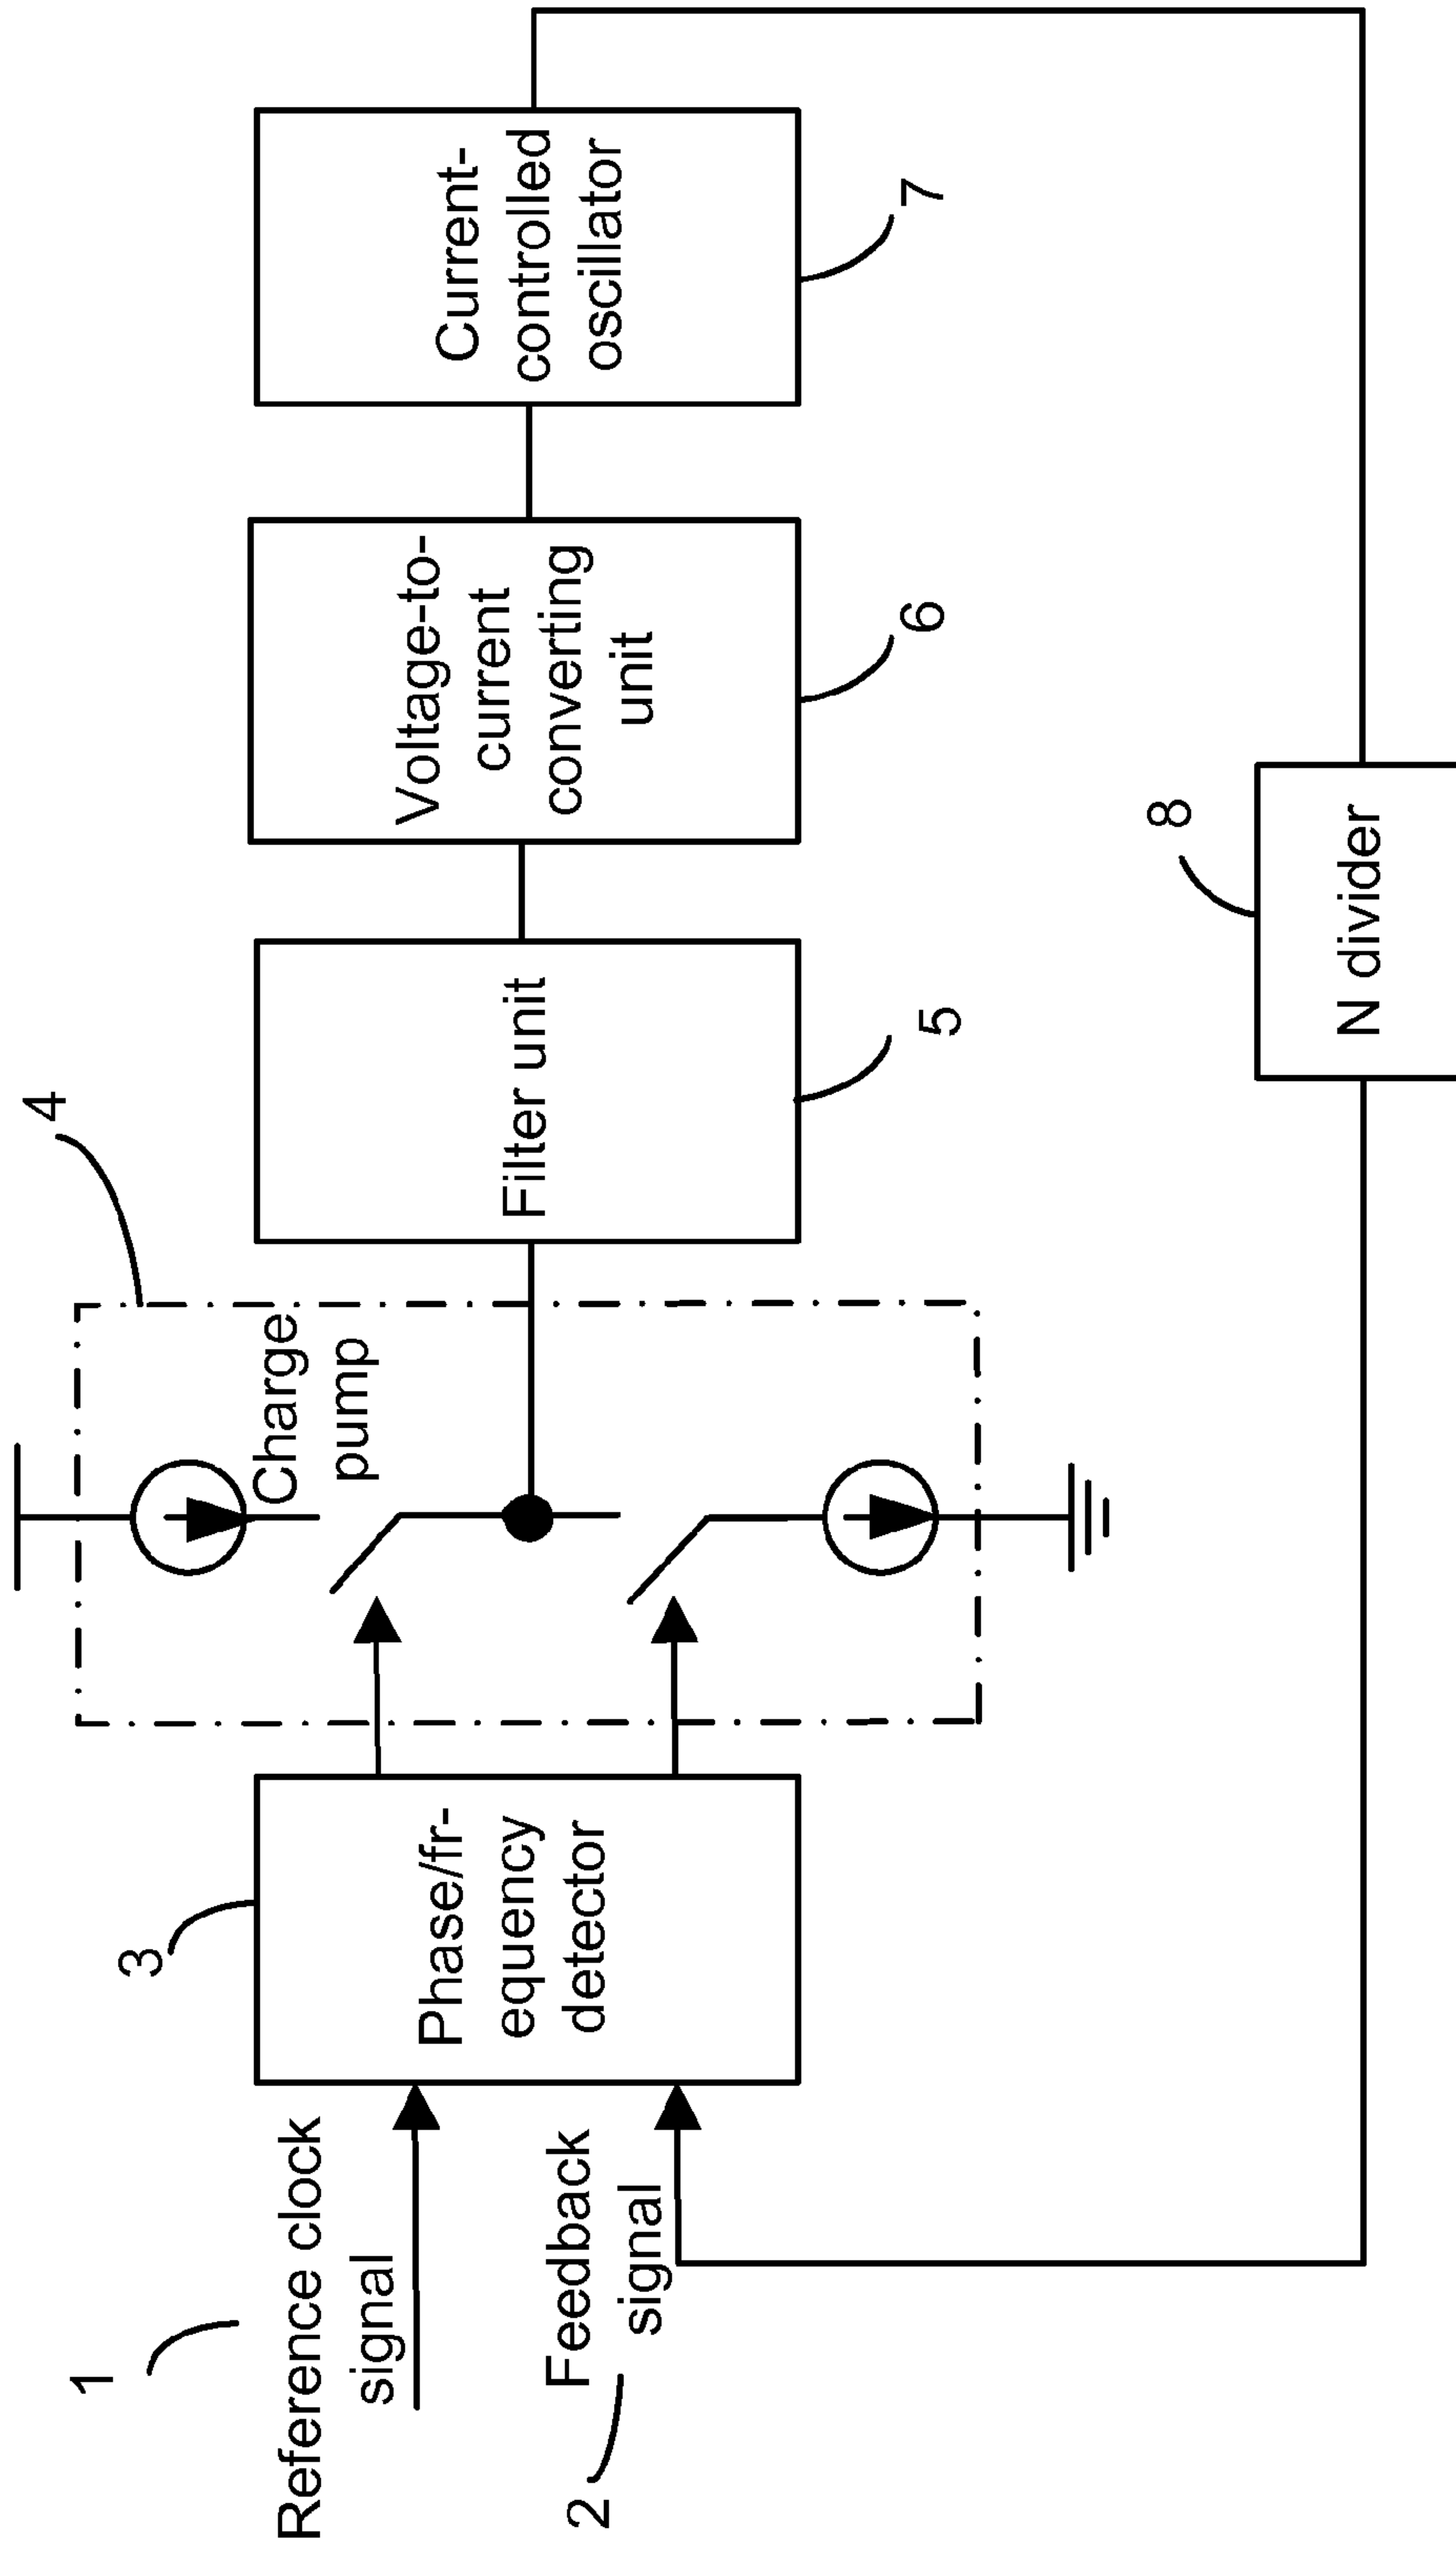 1
Reference clock
signal
2
Feedback
signal
3
Phase/fr-
equency
detector
4
Charge
pump
Filter unit
5
Voltage-to-
current
converting
unit
6
Current-
controlled
oscillator
7
8
N divider